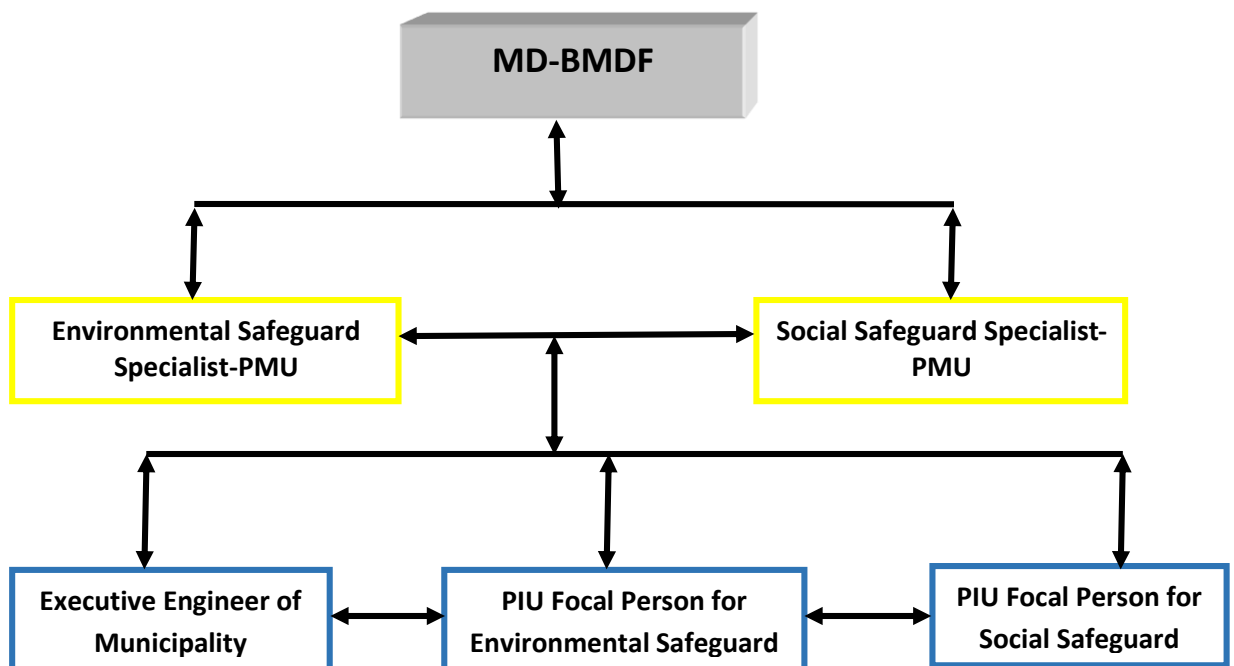 MD-BMDF
Environmental Safeguard
Specialist-PMU
Social Safeguard Specialist-
PMU
Executive Engineer of
Municipality
PIU Focal Person for
Environmental Safeguard
PIU Focal Person for
Social Safeguard